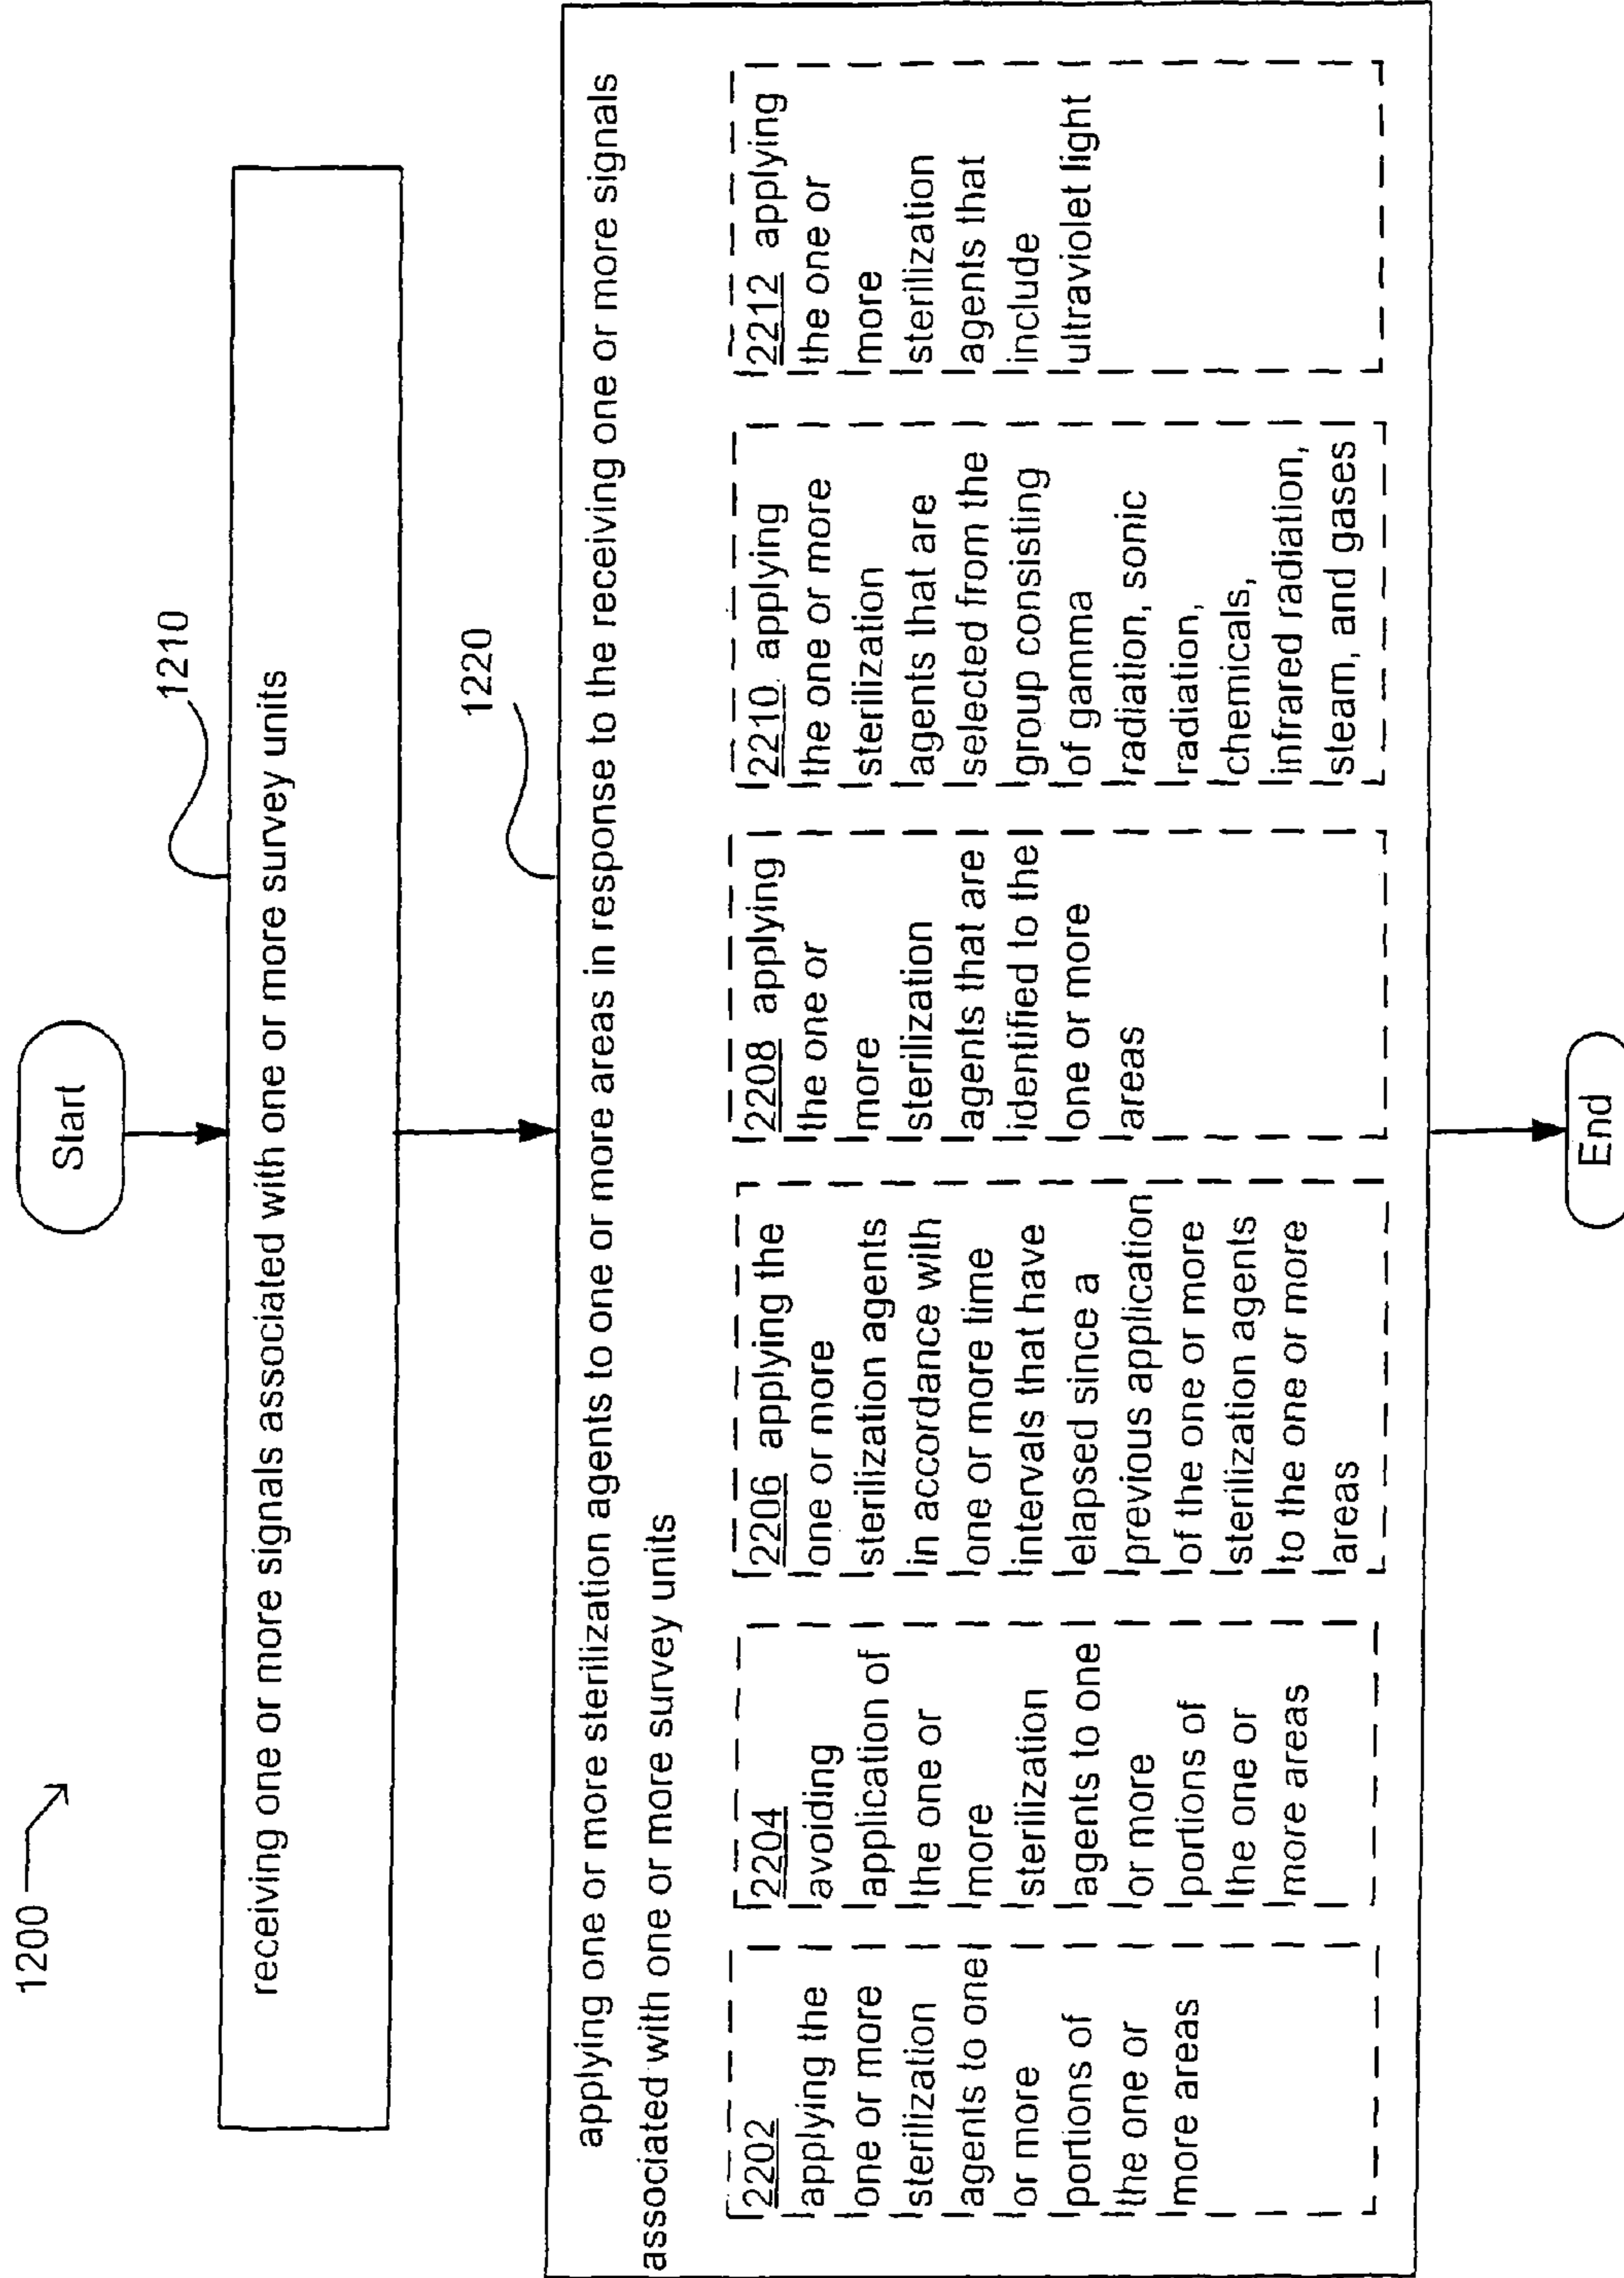 1200
Start
1210
receiving one or more signals associated with one or more survey units
1220
applying one or more sterilization agents to one or more areas in response to the receiving one or more signals
associated with one or more survey units
2202
applying the
one or more
sterilization
agents to one
or more
portions of
the one or
more areas
2204
avoiding
application of
the one or
more
sterilization
agents to one
or more
portions of
the one or
more areas
2206 applying the
one or more
sterilization agents
in accordance with
one or more time
intervals that have
elapsed since a
previous application
of the one or more
sterilization agents
to the one or more
areas
2208 applying
the one or
more
sterilization
agents that are
identified to the
one or more
areas
2210 applying
the one or more
sterilization
agents that are
selected from the
group consisting
of gamma
radiation, sonic
radiation,
chemicals,
infrared radiation,
steam, and gases
2212 applying
the one or
more
sterilization
agents that
include
ultraviolet light
End